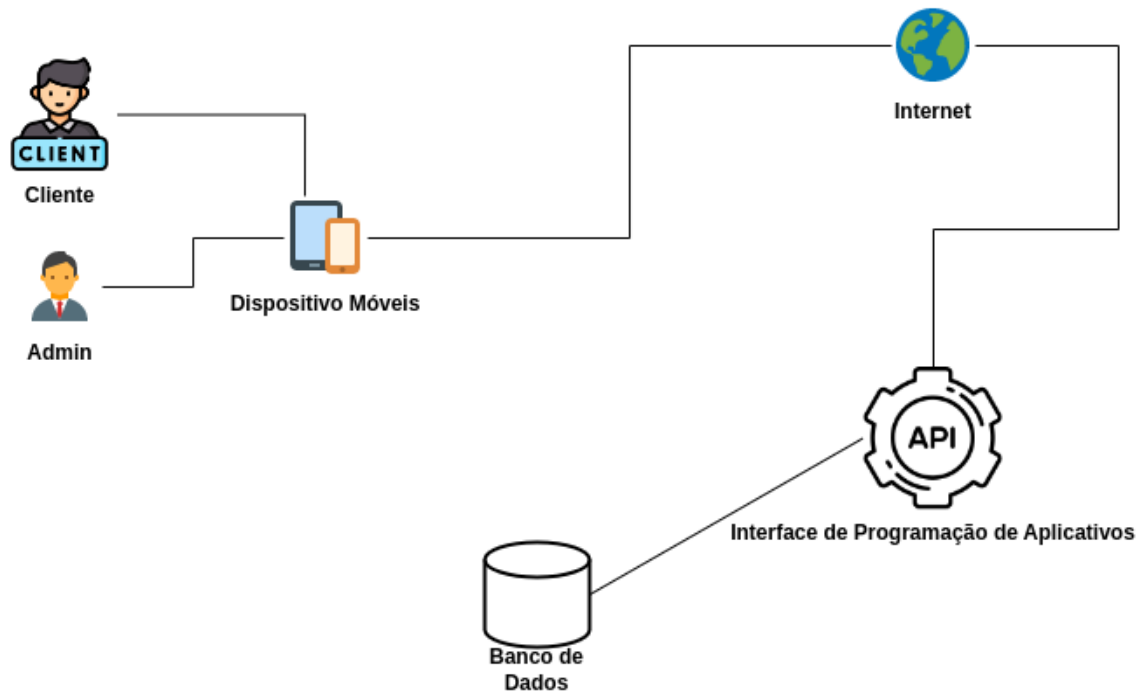 CLIENT
Cliente
Admin
Dispositivo Móveis
Internet
API
Interface de Programação de Aplicativos
Banco de
Dados